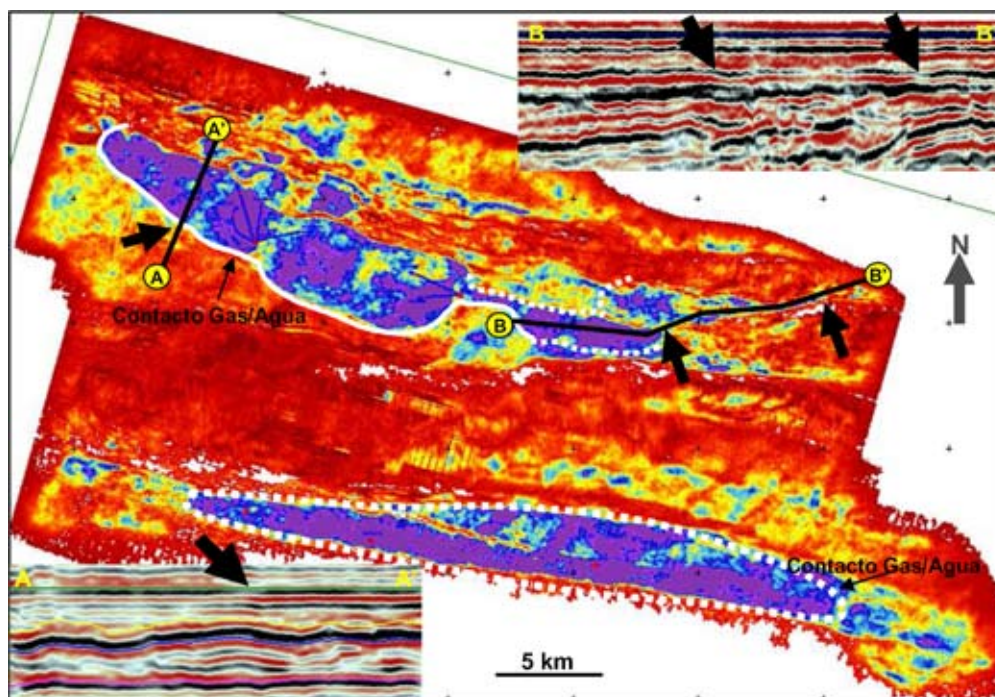 B B'
A'
A
Contacto Gas/Agua
B
B'
N
Contacto Gas/Agua
A A'
5 km